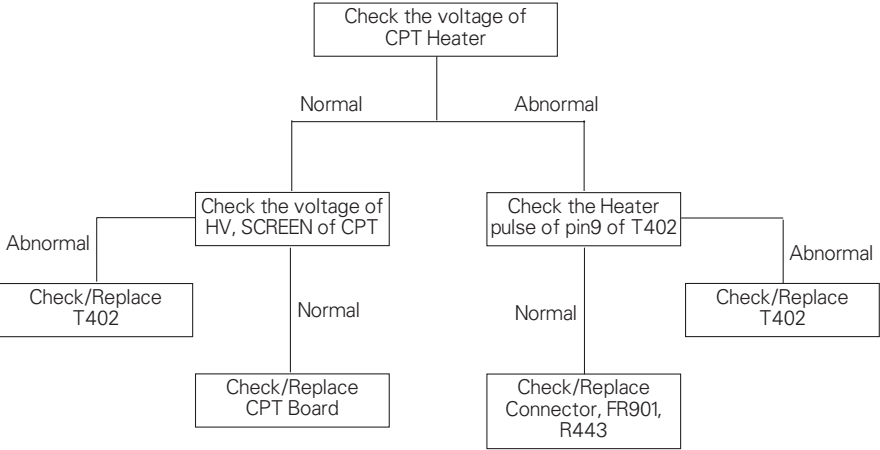 Check the voltage of
CPT Heater
Normal
Abnormal
Check the voltage of
HV, SCREEN of CPT
Check the Heater
pulse of pin9 of T402
Abnormal
Abnormal
Check/Replace
T402
Normal
Normal
Check/Replace
T402
Check/Replace
CPT Board
Check/Replace
Connector, FR901,
R443